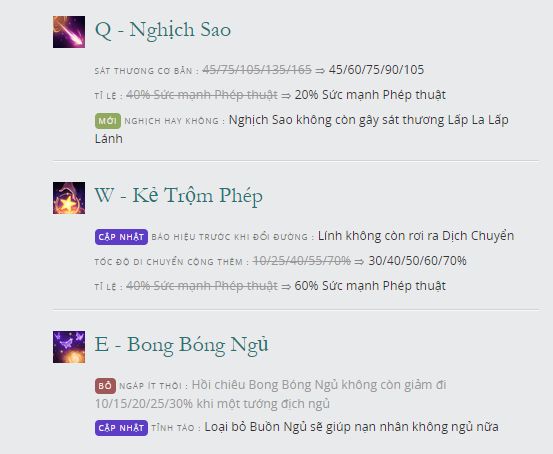 Q - Nghịch Sao
SÁT THƯƠNG CƠ BẢN : 45/75/105/135/165 ⇒ 45/60/75/90/105
TỈ LỆ : 40% Sức mạnh Phép thuật ⇒ 20% Sức mạnh Phép thuật
MỚI NGHỊCH HAY KHÔNG : Nghịch Sao không còn gây sát thương Lấp La Lấp
Lánh
W - Kẻ Trộm Phép
CẬP NHẬT BÁO HIỆU TRƯỚC KHI ĐỔI ĐƯỜNG : Lính không còn rơi ra Dịch Chuyển
TỐC ĐỘ DI CHUYỂN CỘNG THÊM : 10/25/40/55/70% ⇒ 30/40/50/60/70%
TỈ LỆ : 40% Sức mạnh Phép thuật ⇒ 60% Sức mạnh Phép thuật
E - Bong Bóng Ngủ
BỎ NGÁP ÍT THÔI : Hồi chiêu Bong Bóng Ngủ không còn giảm đi
10/15/20/25/30% khi một tướng địch ngủ
CẬP NHẬT TỈNH TÁO : Loại bỏ Buồn Ngủ sẽ giúp nạn nhân không ngủ nữa